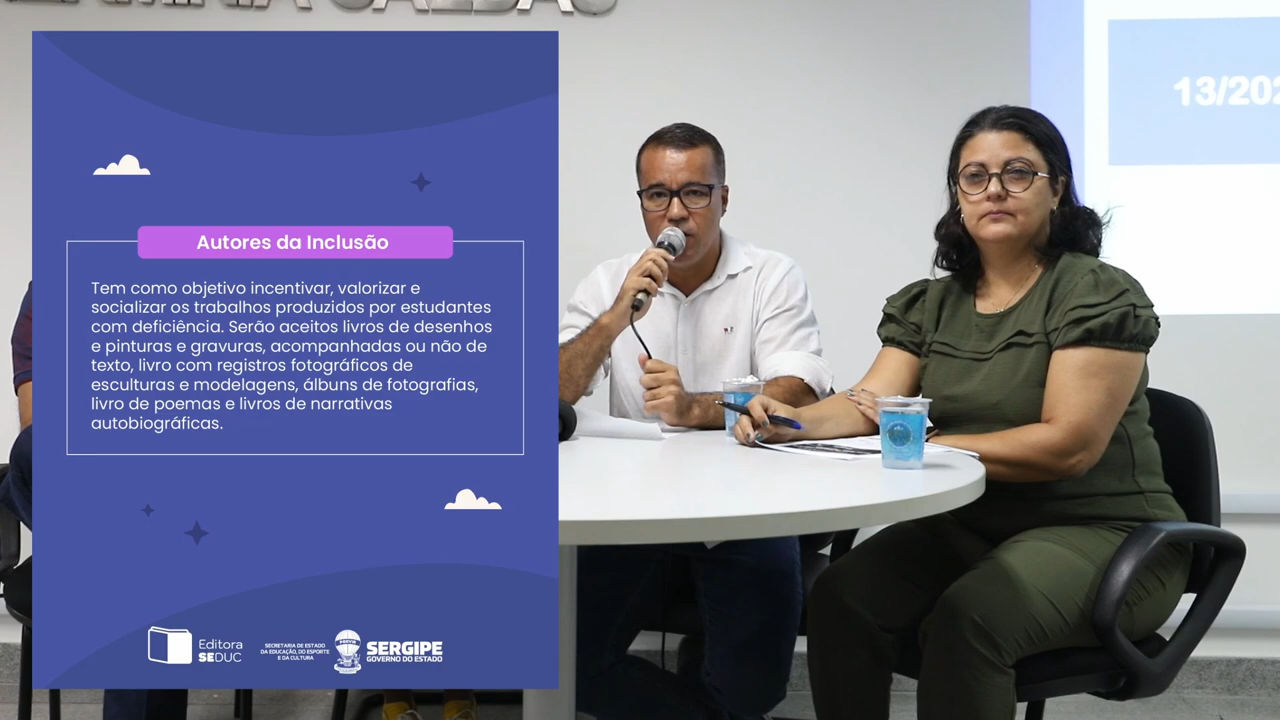 Autores da Inclusão
Tem como objetivo incentivar, valorizar e
socializar os trabalhos produzidos por estudantes
com deficiência. Serão aceitos livros de desenhos
e pinturas e gravuras, acompanhadas ou não de
texto, livro com registros fotográficos de
esculturas e modelagens, álbuns de fotografias,
livro de poemas e livros de narrativas
autobiográficas.
Editora
SEDUC
SECRETARIA DE ESTADO
DA EDUCAÇÃO, DO ESPORTE
E DA CULTURA
SERGIPE
GOVERNO DO ESTADO
13/202